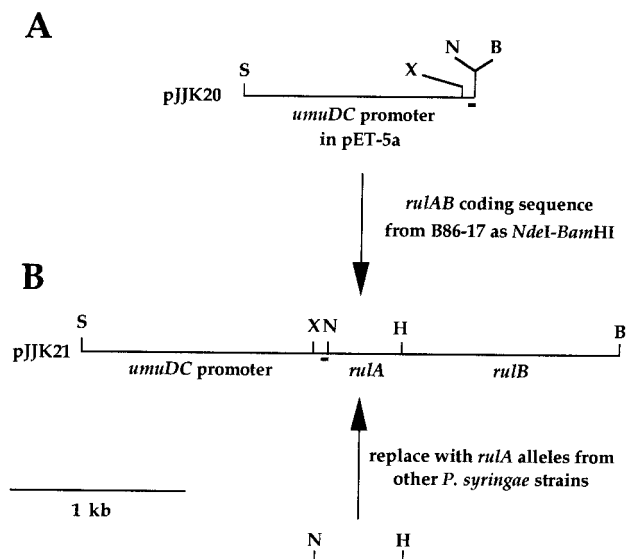 A
N B
X
S
pJJK20
umuDC promoter
in pET-5a
rulAB coding sequence
from B86-17 as NdeI-BamHI
B
S X N H B
pJJK21
umuDC promoter rulA rulB
replace with rulA alleles from
other P. syringae strains
1 kb
N H